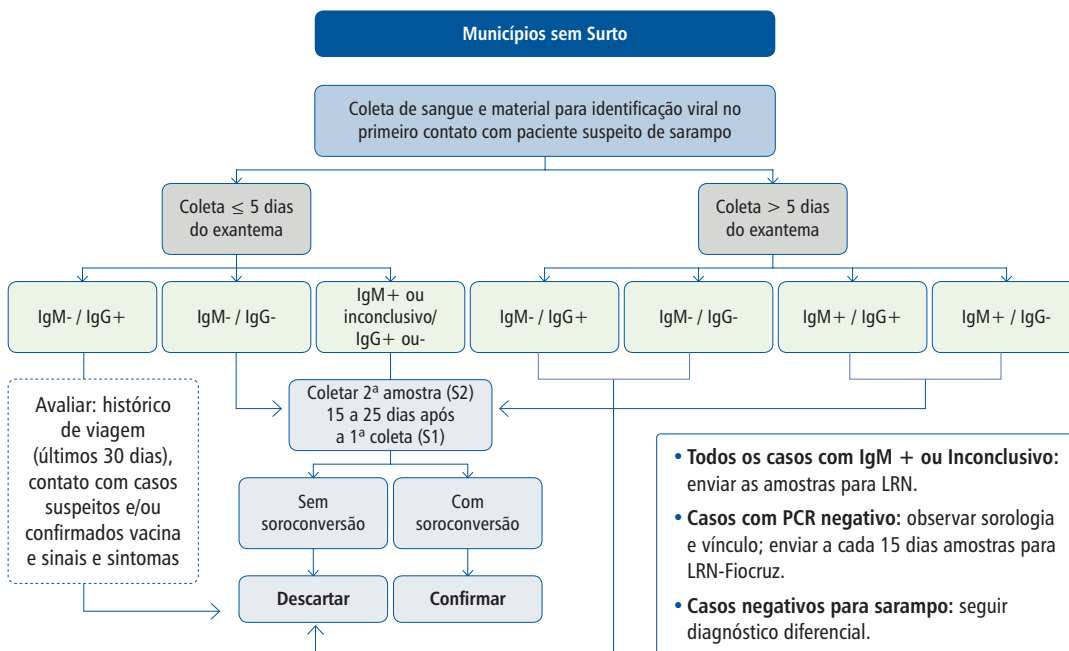 Municípios sem Surto
Coleta de sangue e material para identificação viral no
primeiro contato com paciente suspeito de sarampo
Coleta ≤ 5 dias
do exantema
Coleta > 5 dias
do exantema
IgM- / IgG+
IgM- / IgG-
IgM+ ou
inconclusivo/
IgG+ ou-
IgM- / IgG+
IgM- / IgG-
IgM+ / IgG+
IgM+ / IgG-
Avaliar: histórico
de viagem
(últimos 30 dias),
contato com casos
suspeitos e/ou
confirmados vacina
e sinais e sintomas
Coletar 2ª amostra (S2)
15 a 25 dias após
a 1ª coleta (S1)
Sem
soroconversão
Com
soroconversão
Descartar
Confirmar
• Todos os casos com IgM + ou Inconclusivo:
enviar as amostras para LRN.
• Casos com PCR negativo: observar sorologia
e vínculo; enviar a cada 15 dias amostras para
LRN-Fiocruz.
• Casos negativos para sarampo: seguir
diagnóstico diferencial.